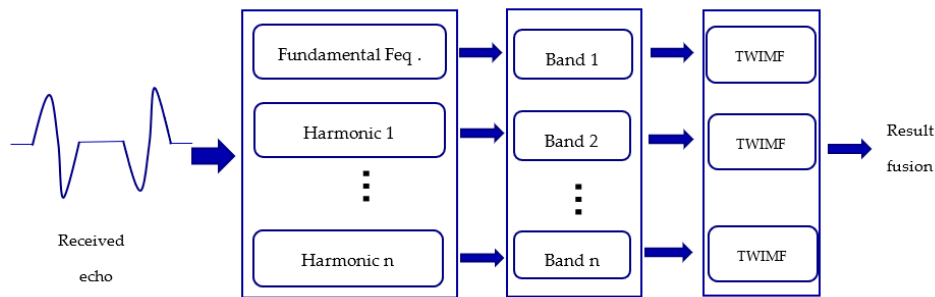 Fundamental Feq .
Band 1
TWIMF
Harmonic 1
Band 2
TWIMF
Result
fusion
Received
echo
Harmonic n
Band n
TWIMF